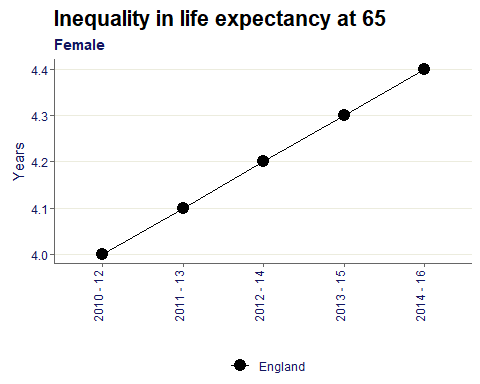 Inequality in life expectancy at 65
Female
Years
4.4
4.3
4.2
4.1
4.0
2010 - 12
2011 - 13
2012 - 14
2013 - 15
2014 - 16
England